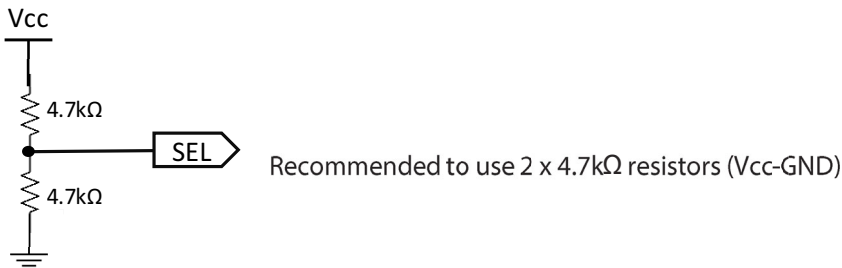 Vcc
4.7kΩ
SEL
Recommended to use 2 x 4.7kΩ resistors (Vcc-GND)
4.7kΩ